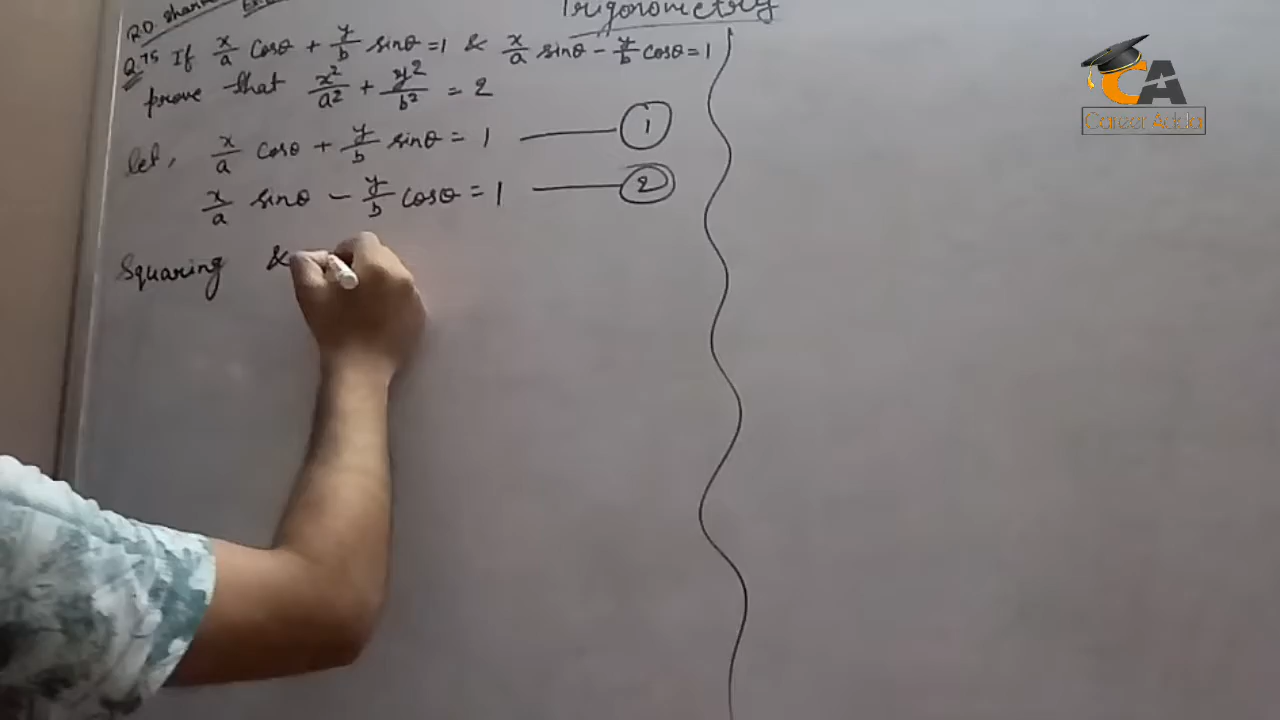 Trigonometry
R.D. Sharma
Q.75 If x/a cosθ + y/b sinθ = 1 & x/a sinθ − y/b cosθ = 1
prove that x²/a² + y²/b² = 2
let, x/a cosθ + y/b sinθ = 1 ——— ①
x/a sinθ − y/b cosθ = 1 ——— ②
Squaring &
CA
Career Adda